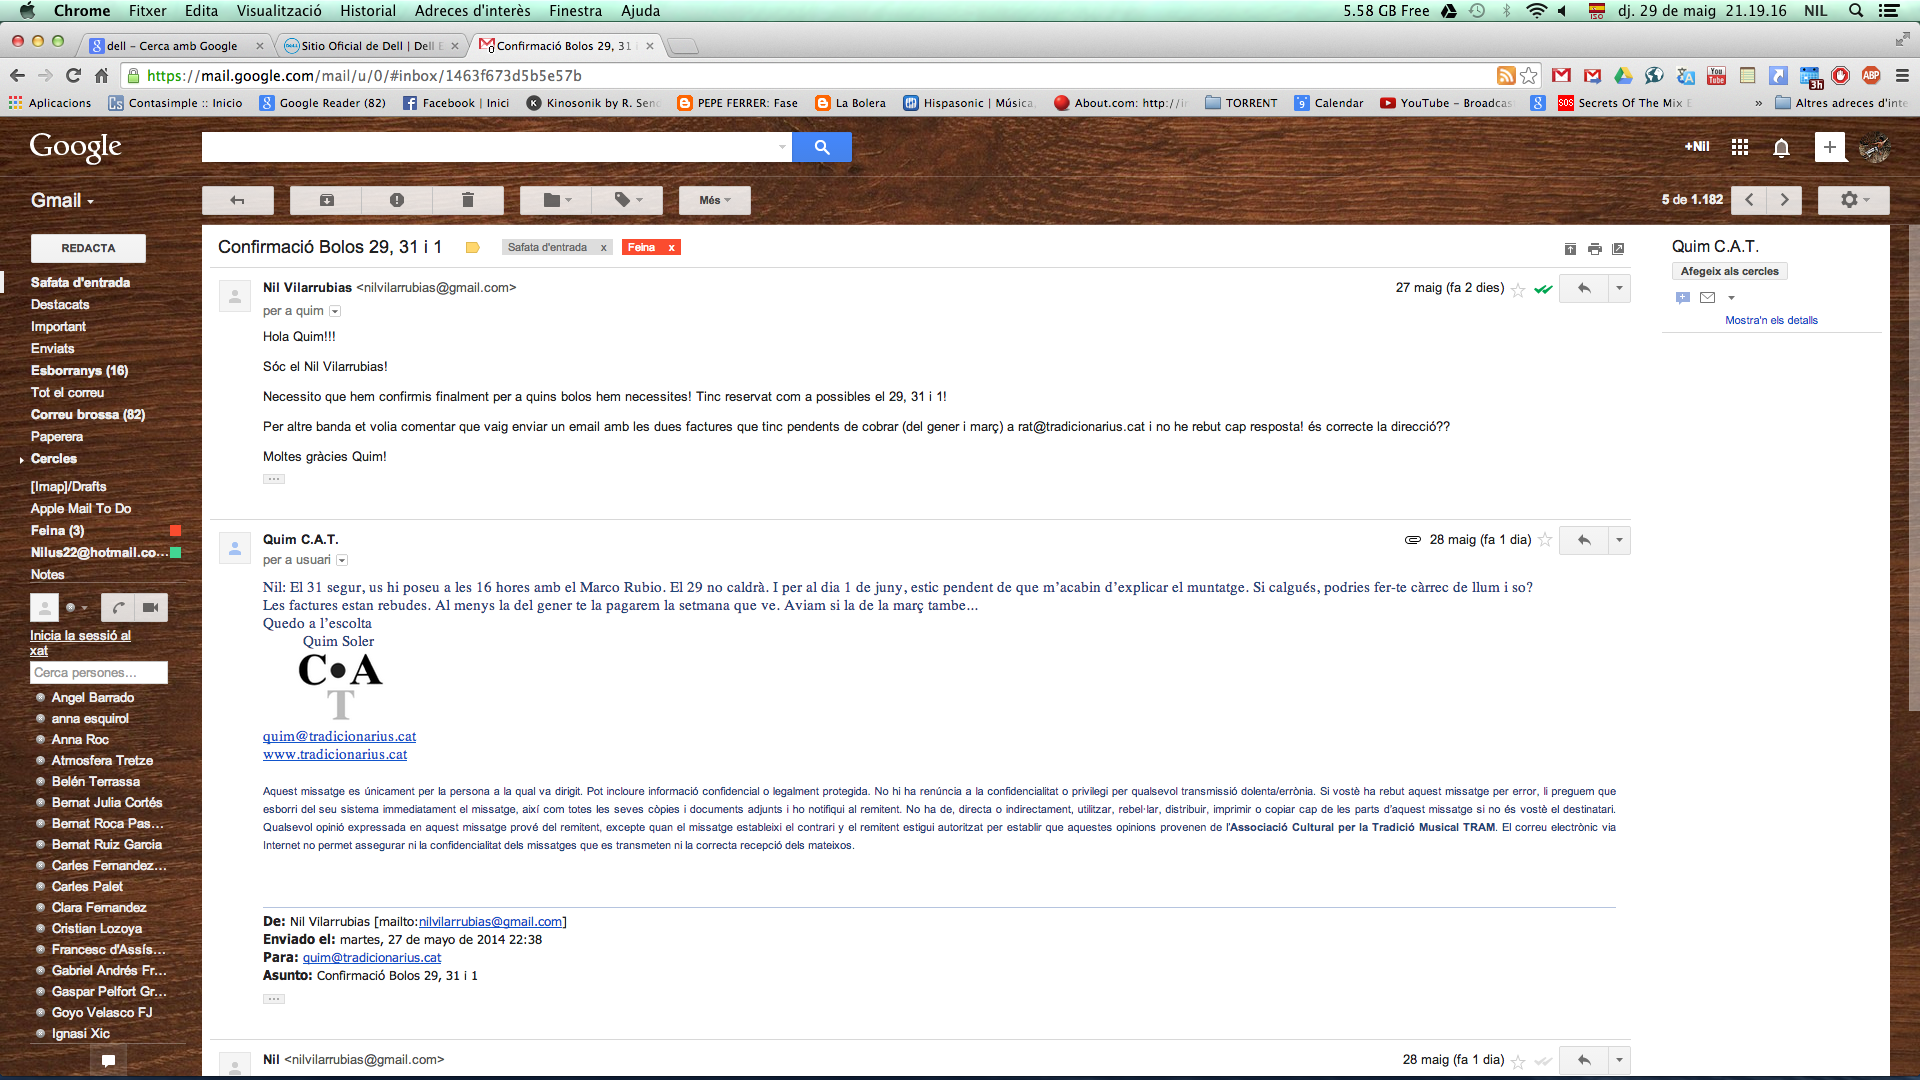 Chrome Fitxer Edita Visualització Historial Adreces d'interès Finestra Ajuda 5.58 GB Free dj. 29 de maig 21.19.16 NIL
dell – Cerca amb Google Sitio Oficial de Dell | Dell E Confirmació Bolos 29, 31 i
https://mail.google.com/mail/u/0/#inbox/1463f673d5b5e57b
Aplicacions Contasimple :: Inicio Google Reader (82) Facebook | Inici Kinosonik by R. Send PEPE FERRER: Fase La Bolera Hispasonic | Música, About.com: http://i TORRENT Calendar YouTube – Broadcas Secrets Of The Mix E » Altres adreces d'inte
Google
+Nil
Gmail
Més
5 de 1.182
REDACTA
Safata d'entrada
Destacats
Important
Enviats
Esborranys (16)
Tot el correu
Correu brossa (82)
Paperera
Cercles
[Imap]/Drafts
Apple Mail To Do
Feina (3)
Nilus22@hotmail.co...
Notes
Inicia la sessió al
xat
Cerca persones...
Angel Barrado
anna esquirol
Anna Roc
Atmosfera Tretze
Belén Terrassa
Bernat Julia Cortés
Bernat Roca Pas...
Bernat Ruiz Garcia
Carles Fernandez...
Carles Palet
Clara Fernandez
Cristian Lozoya
Francesc d'Assís...
Gabriel Andrés Fr...
Gaspar Pelfort Gr...
Goyo Velasco FJ
Ignasi Xic
Confirmació Bolos 29, 31 i 1 Safata d'entrada x Feina x
Nil Vilarrubias <nilvilarrubias@gmail.com> 27 maig (fa 2 dies)
per a quim
Hola Quim!!!
Sóc el Nil Vilarrubias!
Necessito que hem confirmis finalment per a quins bolos hem necessites! Tinc reservat com a possibles el 29, 31 i 1!
Per altre banda et volia comentar que vaig enviar un email amb les dues factures que tinc pendents de cobrar (del gener i març) a rat@tradicionarius.cat i no he rebut cap resposta! és correcte la direcció??
Moltes gràcies Quim!
Quim C.A.T. 28 maig (fa 1 dia)
per a usuari
Nil: El 31 segur, us hi poseu a les 16 hores amb el Marco Rubio. El 29 no caldrà. I per al dia 1 de juny, estic pendent de que m’acabin d’explicar el muntatge. Si calgués, podries fer-te càrrec de llum i so?
Les factures estan rebudes. Al menys la del gener te la pagarem la setmana que ve. Aviam si la de la març tambe...
Quedo a l’escolta
Quim Soler
C•A
T
quim@tradicionarius.cat
www.tradicionarius.cat
Aquest missatge es únicament per la persona a la qual va dirigit. Pot incloure informació confidencial o legalment protegida. No hi ha renúncia a la confidencialitat o privilegi per qualsevol transmissió dolenta/errònia. Si vostè ha rebut aquest missatge per error, li preguem que
esborri del seu sistema immediatament el missatge, així com totes les seves còpies i documents adjunts i ho notifiqui al remitent. No ha de, directa o indirectament, utilitzar, rebel·lar, distribuir, imprimir o copiar cap de les parts d'aquest missatge si no és vostè el destinatari.
Qualsevol opinió expressada en aquest missatge prové del remitent, excepte quan el missatge estableixi el contrari y el remitent estigui autoritzat per establir que aquestes opinions provenen de l'Associació Cultural per la Tradició Musical TRAM. El correu electrònic via
Internet no permet assegurar ni la confidencialitat dels missatges que es transmeten ni la correcta recepció dels mateixos.
De: Nil Vilarrubias [mailto:nilvilarrubias@gmail.com]
Enviado el: martes, 27 de mayo de 2014 22:38
Para: quim@tradicionarius.cat
Asunto: Confirmació Bolos 29, 31 i 1
Nil <nilvilarrubias@gmail.com> 28 maig (fa 1 dia)
Quim C.A.T.
Afegeix als cercles
Mostra'n els detalls